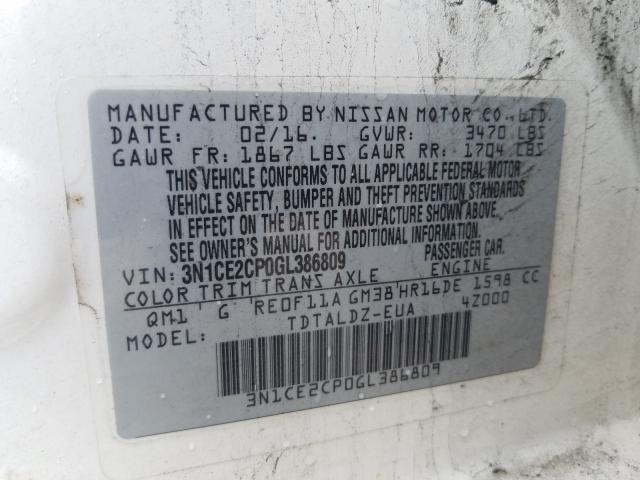 MANUFACTURED BY NISSAN MOTOR CO., LTD.
DATE: 02/16. GVWR: 3470 LBS
GAWR FR: 1867 LBS GAWR RR: 1704 LBS
THIS VEHICLE CONFORMS TO ALL APPLICABLE FEDERAL MOTOR
VEHICLE SAFETY, BUMPER AND THEFT PREVENTION STANDARDS
IN EFFECT ON THE DATE OF MANUFACTURE SHOWN ABOVE.
SEE OWNER'S MANUAL FOR ADDITIONAL INFORMATION
VIN: 3N1CE2CP0GL386809 PASSENGER CAR.
COLOR TRIM TRANS AXLE ENGINE
QM1 G RE0F11A GM38 HR16DE 1598 CC
MODEL: TDTALDZ-EUA 4Z000
3N1CE2CP0GL386809